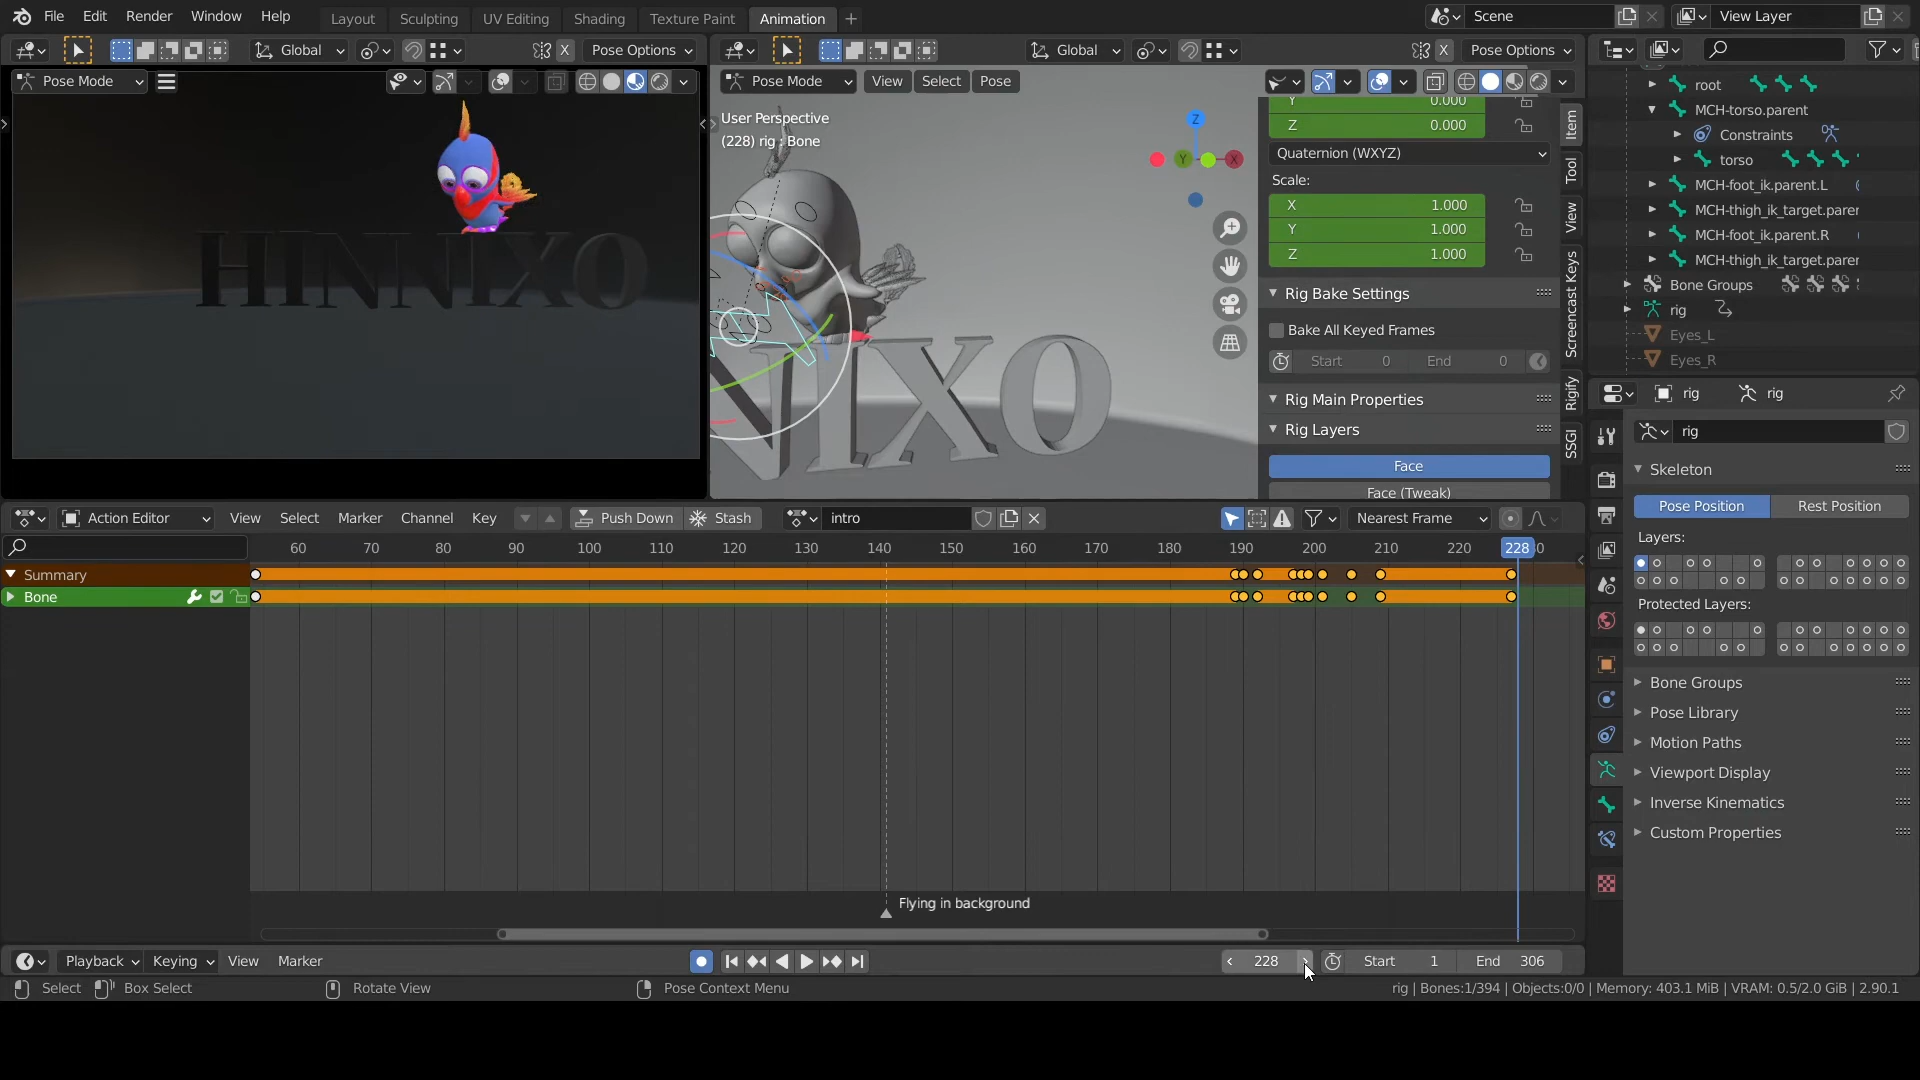 File Edit Render Window Help Layout Sculpting UV Editing Shading Texture Paint Animation + Scene View Layer
Global X Pose Options Global X Pose Options
Pose Mode Pose Mode View Select Pose
User Perspective
(228) rig : Bone
HINNIXO
NIXO
Z
Y
X
Y 0.000
Z 0.000
Quaternion (WXYZ)
Scale:
X 1.000
Y 1.000
Z 1.000
Rig Bake Settings
Bake All Keyed Frames
Start 0 End 0
Rig Main Properties
Rig Layers
Face
Face (Tweak)
Item
Tool
View
Screencast Keys
Rigify
SSGI
root
MCH-torso.parent
Constraints
torso
MCH-foot_ik.parent.L
MCH-thigh_ik_target.parer
MCH-foot_ik.parent.R
MCH-thigh_ik_target.parer
Bone Groups
rig
Eyes_L
Eyes_R
rig rig
rig
Skeleton
Pose Position Rest Position
Layers:
Protected Layers:
Bone Groups
Pose Library
Motion Paths
Viewport Display
Inverse Kinematics
Custom Properties
Action Editor View Select Marker Channel Key Push Down Stash intro Nearest Frame
60 70 80 90 100 110 120 130 140 150 160 170 180 190 200 210 220 228
Summary
Bone
Flying in background
Playback Keying View Marker 228 Start 1 End 306
Select Box Select Rotate View Pose Context Menu rig | Bones:1/394 | Objects:0/0 | Memory: 403.1 MiB | VRAM: 0.5/2.0 GiB | 2.90.1